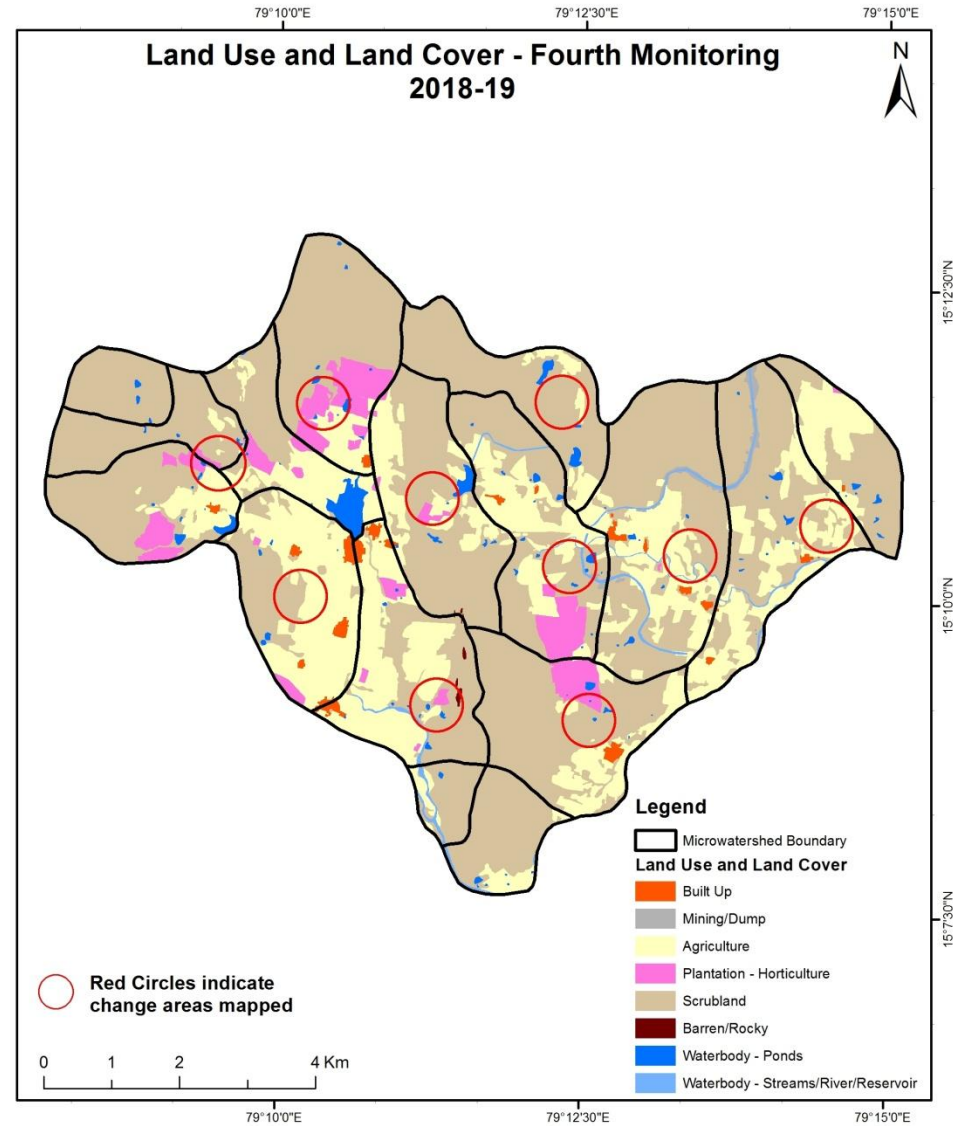 79°10'0"E 79°12'30"E 79°15'0"E
Land Use and Land Cover - Fourth Monitoring
2018-19
N
15°12'30"N
15°10'0"N
15°7'30"N
Legend
Microwatershed Boundary
Land Use and Land Cover
Built Up
Mining/Dump
Agriculture
Plantation - Horticulture
Scrubland
Barren/Rocky
Waterbody - Ponds
Waterbody - Streams/River/Reservoir
Red Circles indicate
change areas mapped
0 1 2 4 Km
79°10'0"E 79°12'30"E 79°15'0"E